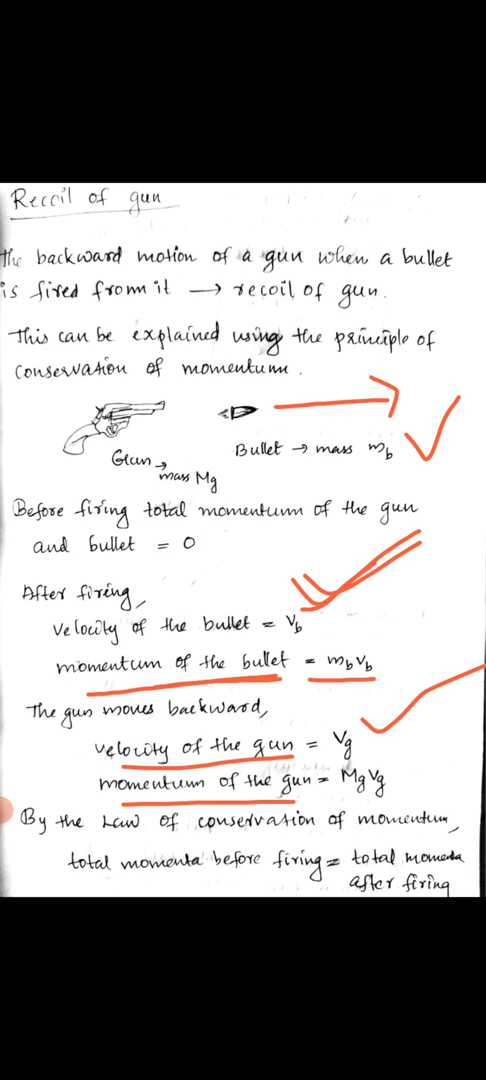 Recoil of gun
The backward motion of a gun when a bullet
is fired from it → recoil of gun.
This can be explained using the principle of
conservation of momentum.
Gun → mass Mg
Bullet → mass mb
Before firing total momentum of the gun
and bullet = 0
After firing,
velocity of the bullet = Vb
momentum of the bullet = mbVb
The gun moves backward,
velocity of the gun = Vg
momentum of the gun = MgVg
By the Law of conservation of momentum,
total momenta before firing = total momenta
after firing